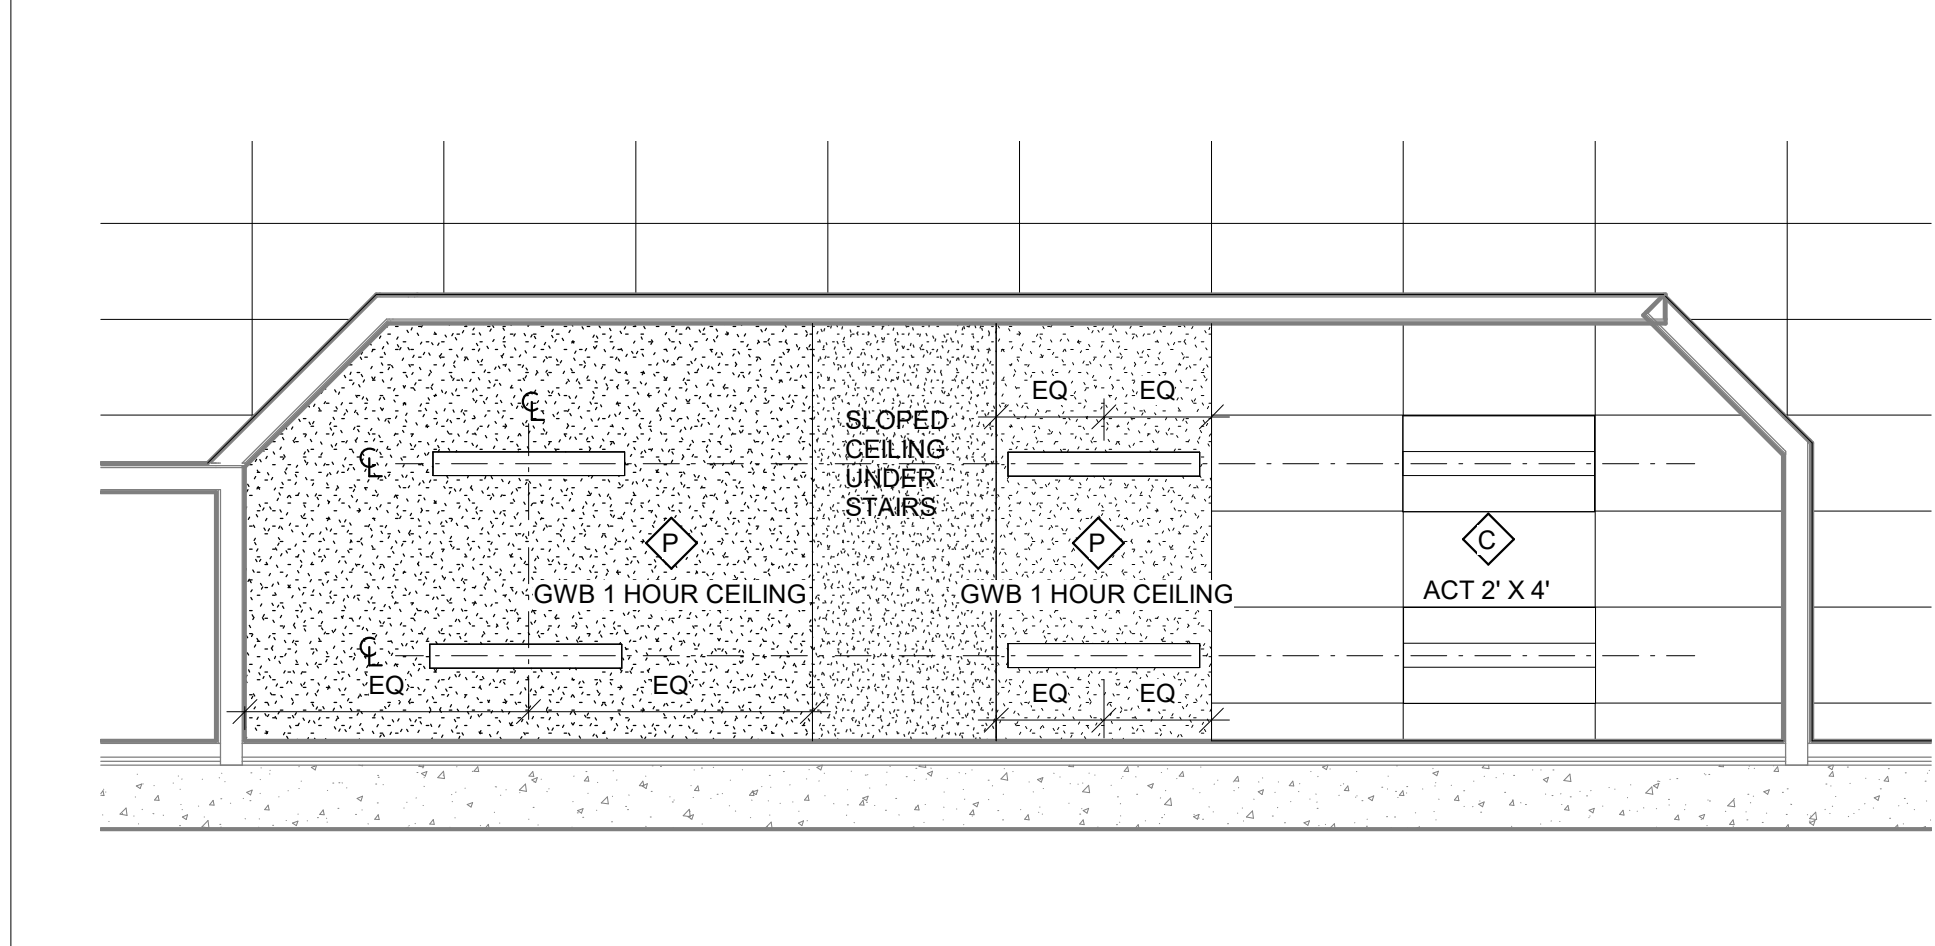 EQ EQ
℄
SLOPED
CEILING
UNDER
STAIRS
℄
P
P
C
GWB 1 HOUR CEILING
GWB 1 HOUR CEILING
ACT 2' X 4'
℄
EQ EQ
EQ EQ